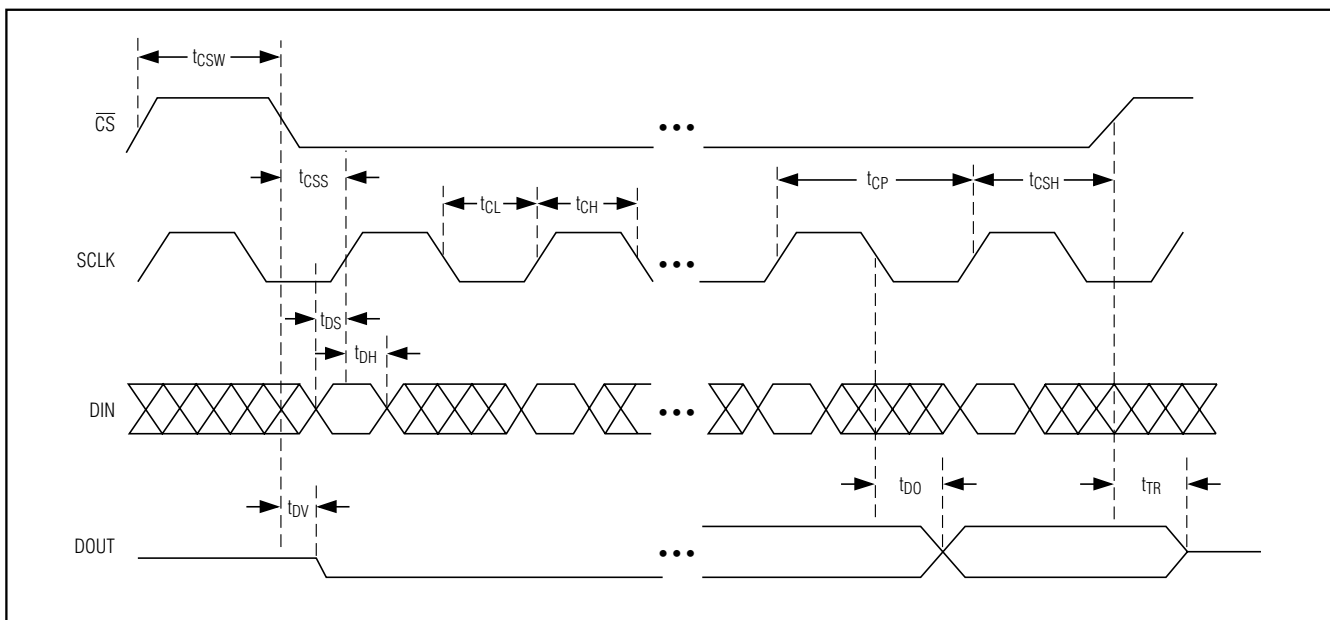 tCSW
CS
tCSS
tCP
tCSH
tCL
tCH
SCLK
•••
tDS
tDH
DIN
•••
tDO
tTR
tDV
DOUT
•••